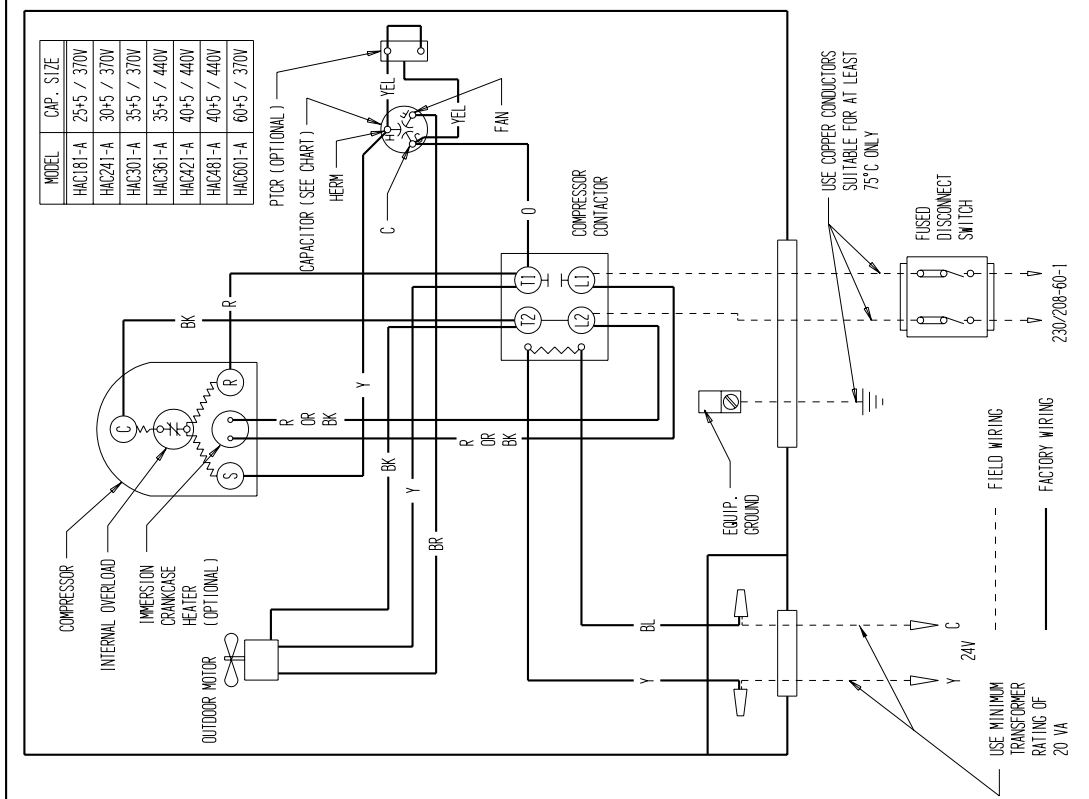 MODEL CAP. SIZE
HAC181-A 25+5 / 370V
HAC241-A 30+5 / 370V
HAC301-A 35+5 / 370V
HAC361-A 35+5 / 440V
HAC421-A 40+5 / 440V
HAC481-A 40+5 / 440V
HAC601-A 60+5 / 370V
PTCR (OPTIONAL)
CAPACITOR (SEE CHART)
HERM
C
YEL
YEL
FAN
H
C
F
COMPRESSOR
INTERNAL OVERLOAD
IMMERSION
CRANKCASE
HEATER
(OPTIONAL)
C
S
R
BK
R
Y
R OR BK
R OR BK
O
COMPRESSOR
CONTACTOR
T1
T2
L1
L2
OUTDOOR MOTOR
BK
Y
BR
EQUIP.
GROUND
Y
BL
USE COPPER CONDUCTORS
SUITABLE FOR AT LEAST
75°C ONLY
FUSED
DISCONNECT
SWITCH
230/208-60-1
Y
C
24V
USE MINIMUM
TRANSFORMER
RATING OF
20 VA
FIELD WIRING
FACTORY WIRING